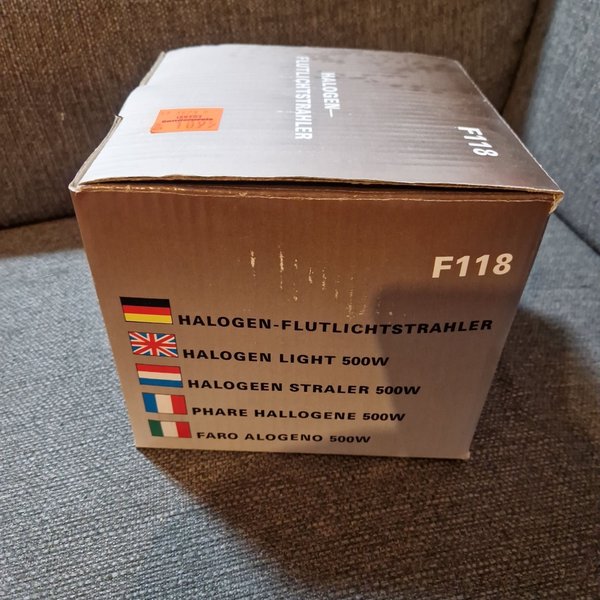 HALOGEN–
FLUTLICHTSTRAHLER
F118
F118
HALOGEN-FLUTLICHTSTRAHLER
HALOGEN LIGHT 500W
HALOGEEN STRALER 500W
PHARE HALLOGENE 500W
FARO ALOGENO 500W